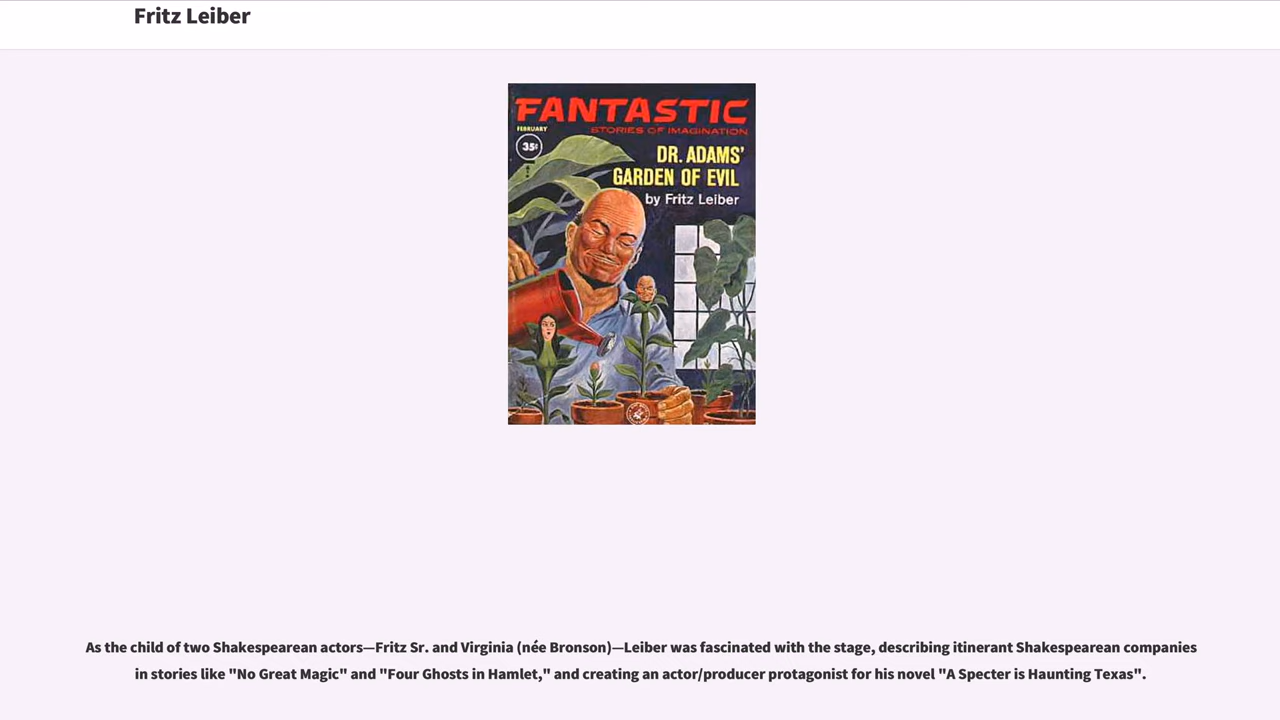 Fritz Leiber
FANTASTIC
FEBRUARY
STORIES OF IMAGINATION
35¢
DR. ADAMS'
GARDEN OF EVIL
by Fritz Leiber
As the child of two Shakespearean actors—Fritz Sr. and Virginia (née Bronson)—Leiber was fascinated with the stage, describing itinerant Shakespearean companies
in stories like "No Great Magic" and "Four Ghosts in Hamlet," and creating an actor/producer protagonist for his novel "A Specter is Haunting Texas".